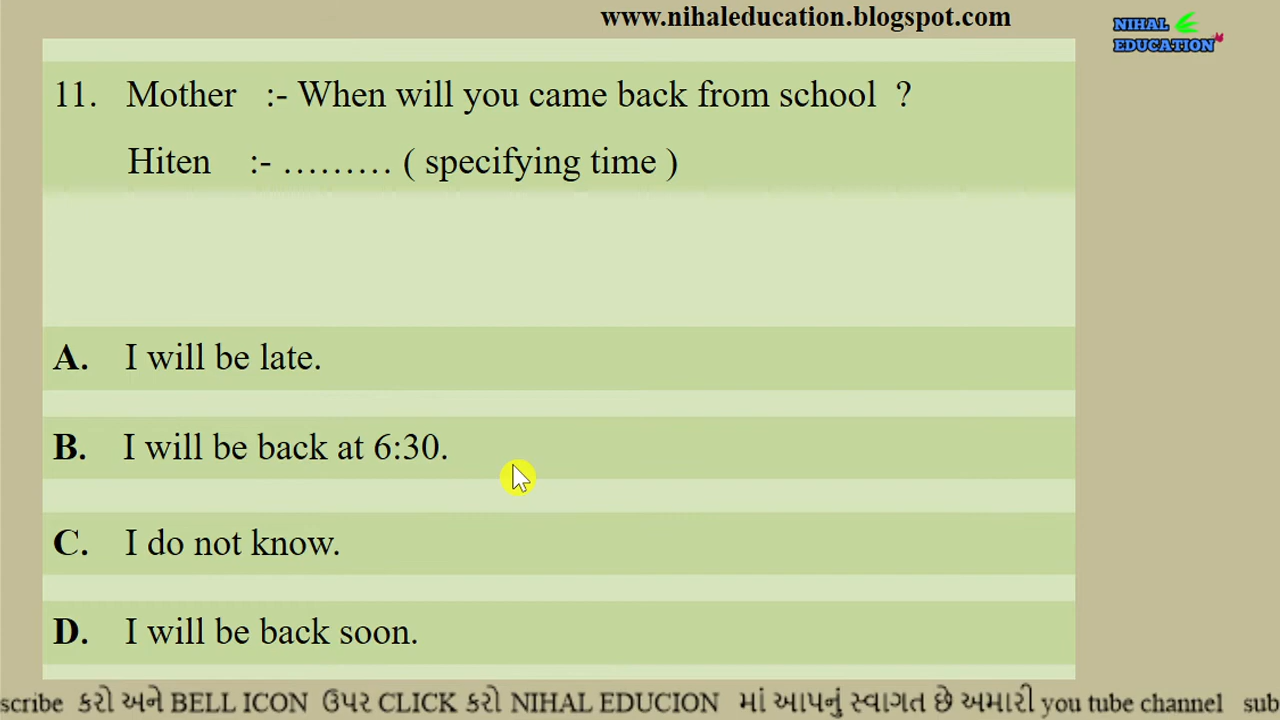 www.nihaleducation.blogspot.com
NIHAL
EDUCATION
11. Mother :- When will you came back from school ?
Hiten :- ……… ( specifying time )
A. I will be late.
B. I will be back at 6:30.
C. I do not know.
D. I will be back soon.
scribe કરો અને BELL ICON ઉપર CLICK કરો NIHAL EDUCION માં આપનું સ્વાગત છે અમારી you tube channel sub